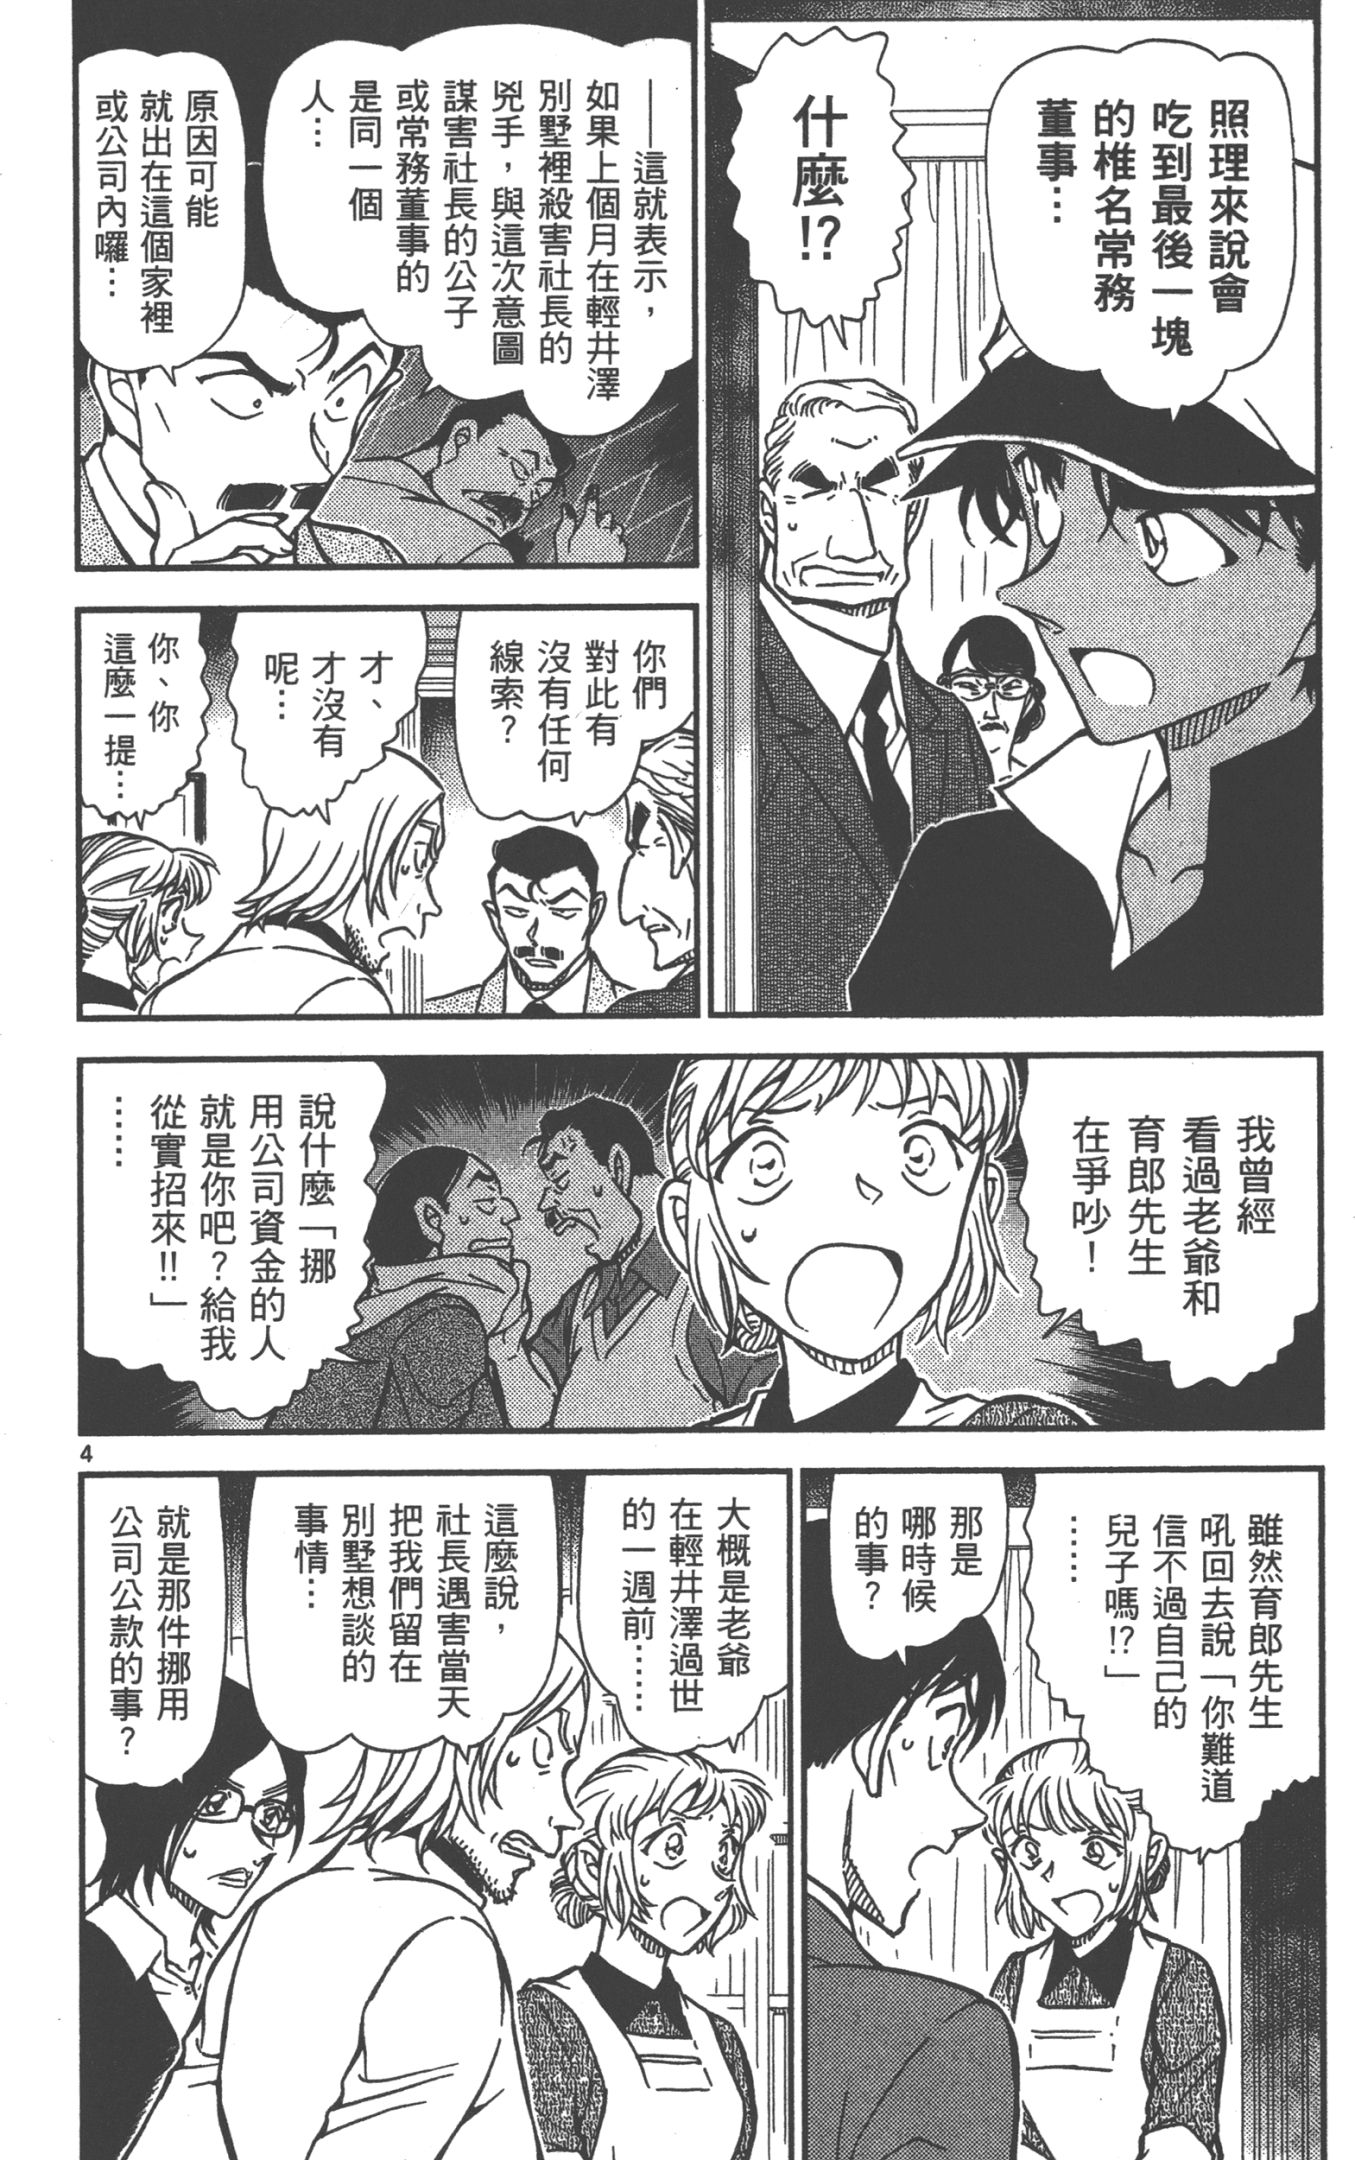 照理來說會
吃到最後一塊
的椎名常務
董事…
什麼!?
——這就表示，
如果上個月在輕井澤
別墅裡殺害社長的
兇手，與這次意圖
謀害社長的公子
或常務董事的
是同一個
人…
原因可能
就出在這個家裡
或公司內囉…
你們
對此有
沒有任何
線索？
才、
才沒有
呢…
你、你
這麼一提…
我曾經
看過老爺和
育郎先生
在爭吵！
說什麼「挪
用公司資金的人
就是你吧？給我
從實招來!!」
……
雖然育郎先生
吼回去說「你難道
信不過自己的
兒子嗎!?」
……
那是
哪時候
的事？
大概是老爺
在輕井澤過世
的一週前……
這麼說，
社長遇害當天
把我們留在
別墅想談的
事情…
就是那件挪用
公司公款的事？
4